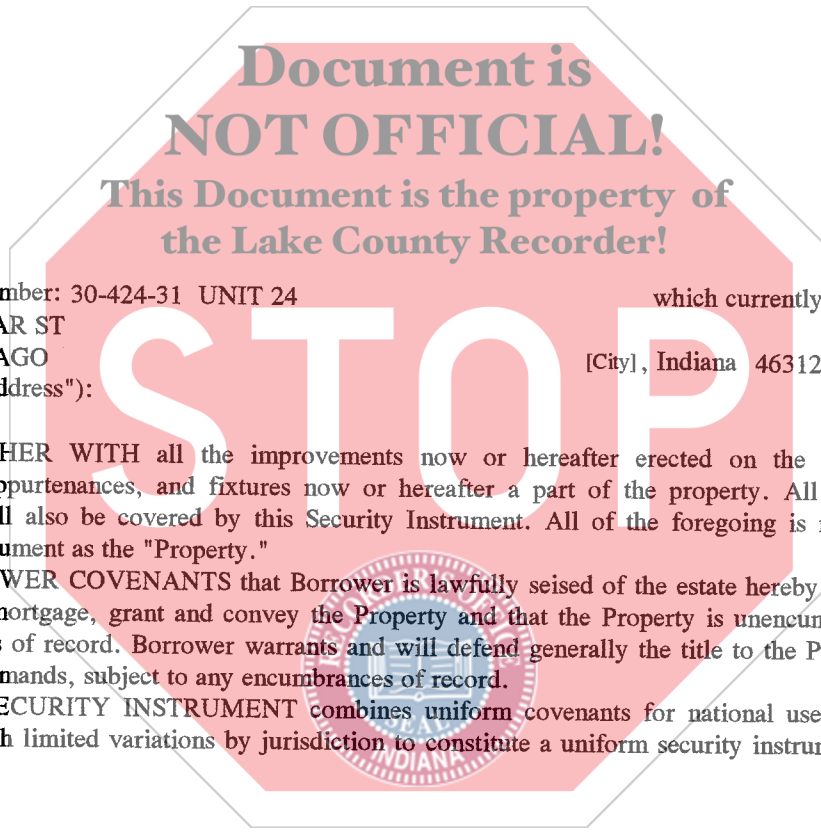 Document is
NOT OFFICIAL!
This Document is the property of
the Lake County Recorder!
mber: 30-424-31 UNIT 24 which currently
AR ST
AGO [City], Indiana 46312
ddress"):
STOP
HER WITH all the improvements now or hereafter erected on the
ppurtenances, and fixtures now or hereafter a part of the property. All
ll also be covered by this Security Instrument. All of the foregoing is
ument as the "Property."
WER COVENANTS that Borrower is lawfully seised of the estate hereby
mortgage, grant and convey the Property and that the Property is unencum
s of record. Borrower warrants and will defend generally the title to the P
mands, subject to any encumbrances of record.
ECURITY INSTRUMENT combines uniform covenants for national use
h limited variations by jurisdiction to constitute a uniform security instrum
RECORDER'S OFFICE
SEAL
INDIANA